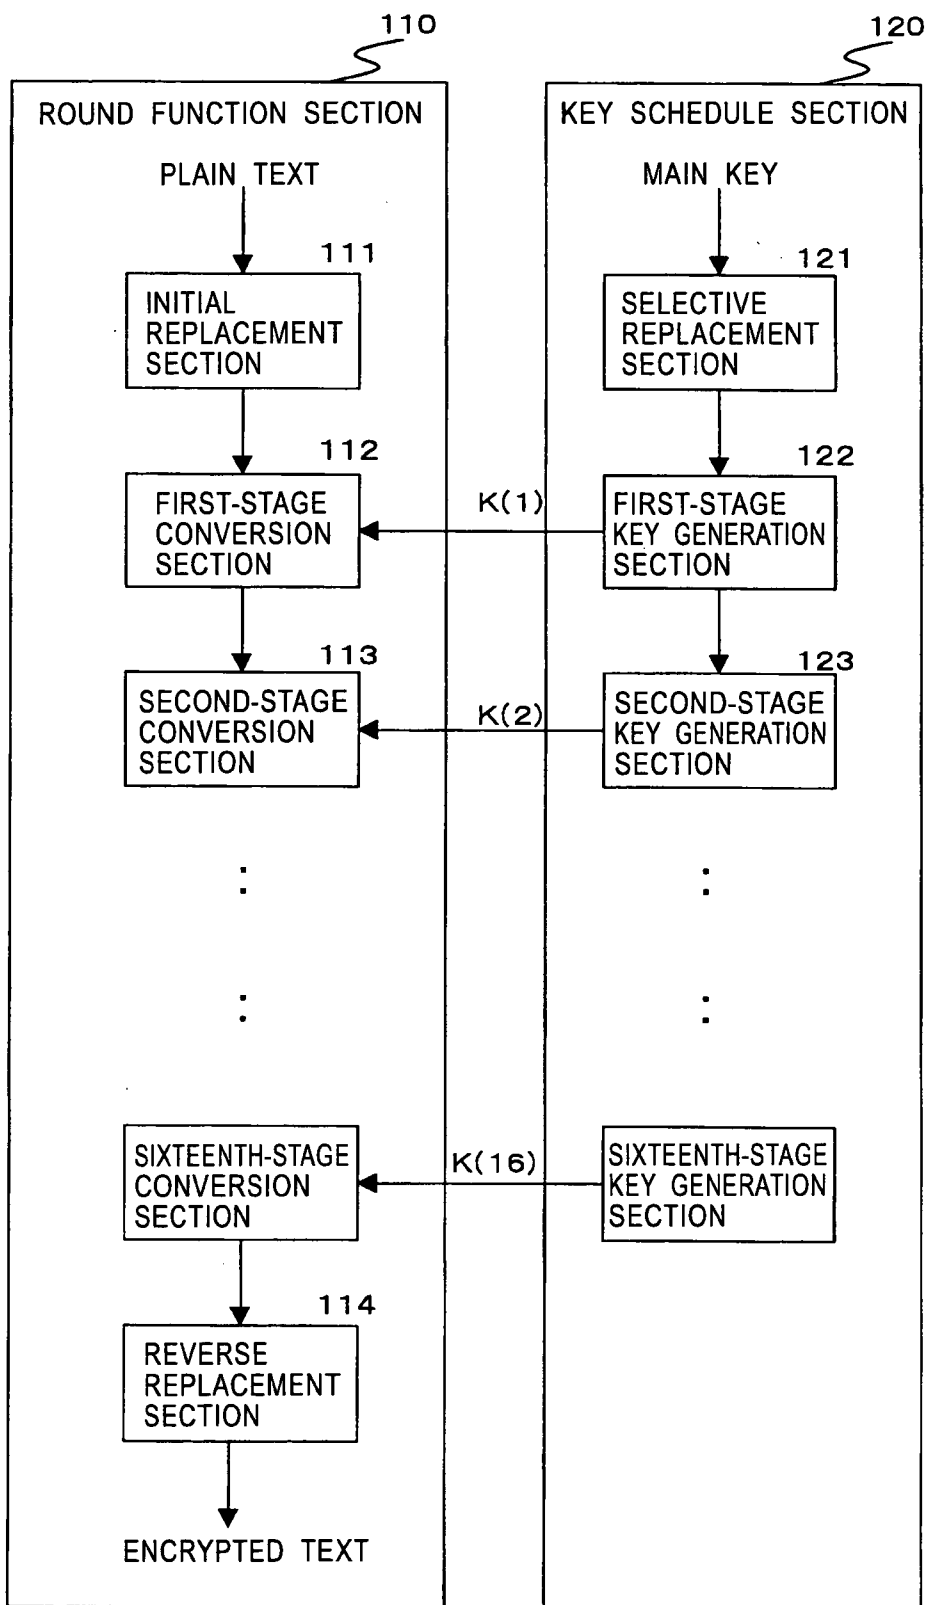 110
120
ROUND FUNCTION SECTION
KEY SCHEDULE SECTION
PLAIN TEXT
MAIN KEY
111
121
INITIAL
REPLACEMENT
SECTION
SELECTIVE
REPLACEMENT
SECTION
112
122
FIRST-STAGE
CONVERSION
SECTION
K(1)
FIRST-STAGE
KEY GENERATION
SECTION
113
123
SECOND-STAGE
CONVERSION
SECTION
K(2)
SECOND-STAGE
KEY GENERATION
SECTION
:
:
:
:
SIXTEENTH-STAGE
CONVERSION
SECTION
K(16)
SIXTEENTH-STAGE
KEY GENERATION
SECTION
114
REVERSE
REPLACEMENT
SECTION
ENCRYPTED TEXT